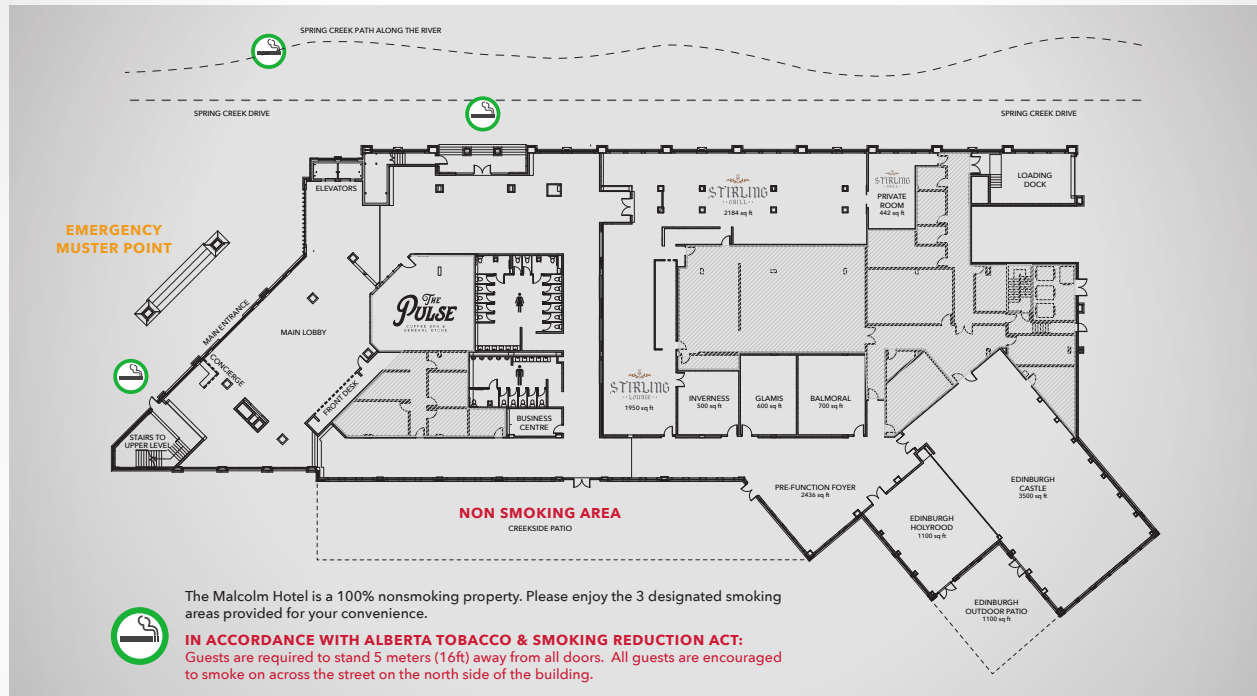 SPRING CREEK PATH ALONG THE RIVER
SPRING CREEK DRIVE
SPRING CREEK DRIVE
ELEVATORS
LOADING
DOCK
STIRLING
GRILL
2184 sq ft
STIRLING
GRILL
PRIVATE
ROOM
442 sq ft
EMERGENCY
MUSTER POINT
MAIN ENTRANCE
MAIN LOBBY
THE
PULSE
COFFEE BAR &
GENERAL STORE
CONCIERGE
FRONT DESK
STAIRS TO
UPPER LEVEL
BUSINESS
CENTRE
STIRLING
LOUNGE
1950 sq ft
INVERNESS
500 sq ft
GLAMIS
600 sq ft
BALMORAL
700 sq ft
PRE-FUNCTION FOYER
2436 sq ft
EDINBURGH
CASTLE
3500 sq ft
EDINBURGH
HOLYROOD
1100 sq ft
EDINBURGH
OUTDOOR PATIO
1100 sq ft
NON SMOKING AREA
CREEKSIDE PATIO
The Malcolm Hotel is a 100% nonsmoking property. Please enjoy the 3 designated smoking
areas provided for your convenience.
IN ACCORDANCE WITH ALBERTA TOBACCO & SMOKING REDUCTION ACT:
Guests are required to stand 5 meters (16ft) away from all doors. All guests are encouraged
to smoke on across the street on the north side of the building.